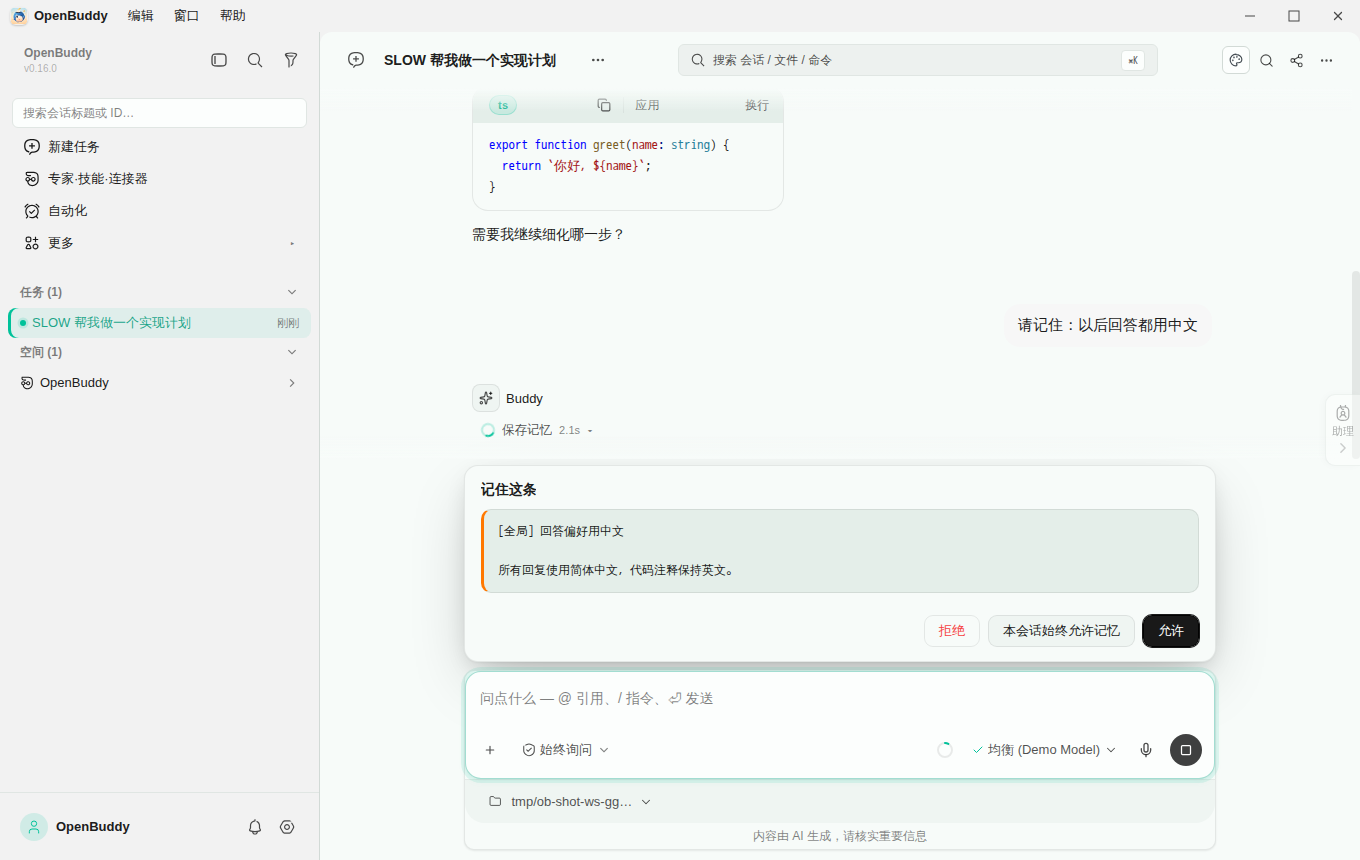 OpenBuddy 编辑 窗口 帮助
OpenBuddy
v0.16.0
搜索会话标题或 ID…
新建任务
专家·技能·连接器
自动化
更多
任务 (1)
SLOW 帮我做一个实现计划 刚刚
空间 (1)
OpenBuddy
OpenBuddy
SLOW 帮我做一个实现计划
搜索 会话 / 文件 / 命令 ⌘K
ts 应用 换行
export function greet(name: string) {
return `你好, ${name}`;
}
需要我继续细化哪一步？
请记住：以后回答都用中文
Buddy
保存记忆 2.1s
助理
记住这条
[全局] 回答偏好用中文
所有回复使用简体中文, 代码注释保持英文。
拒绝 本会话始终允许记忆 允许
问点什么 — @ 引用、/ 指令、⏎ 发送
始终询问 均衡 (Demo Model)
tmp/ob-shot-ws-gg…
内容由 AI 生成，请核实重要信息